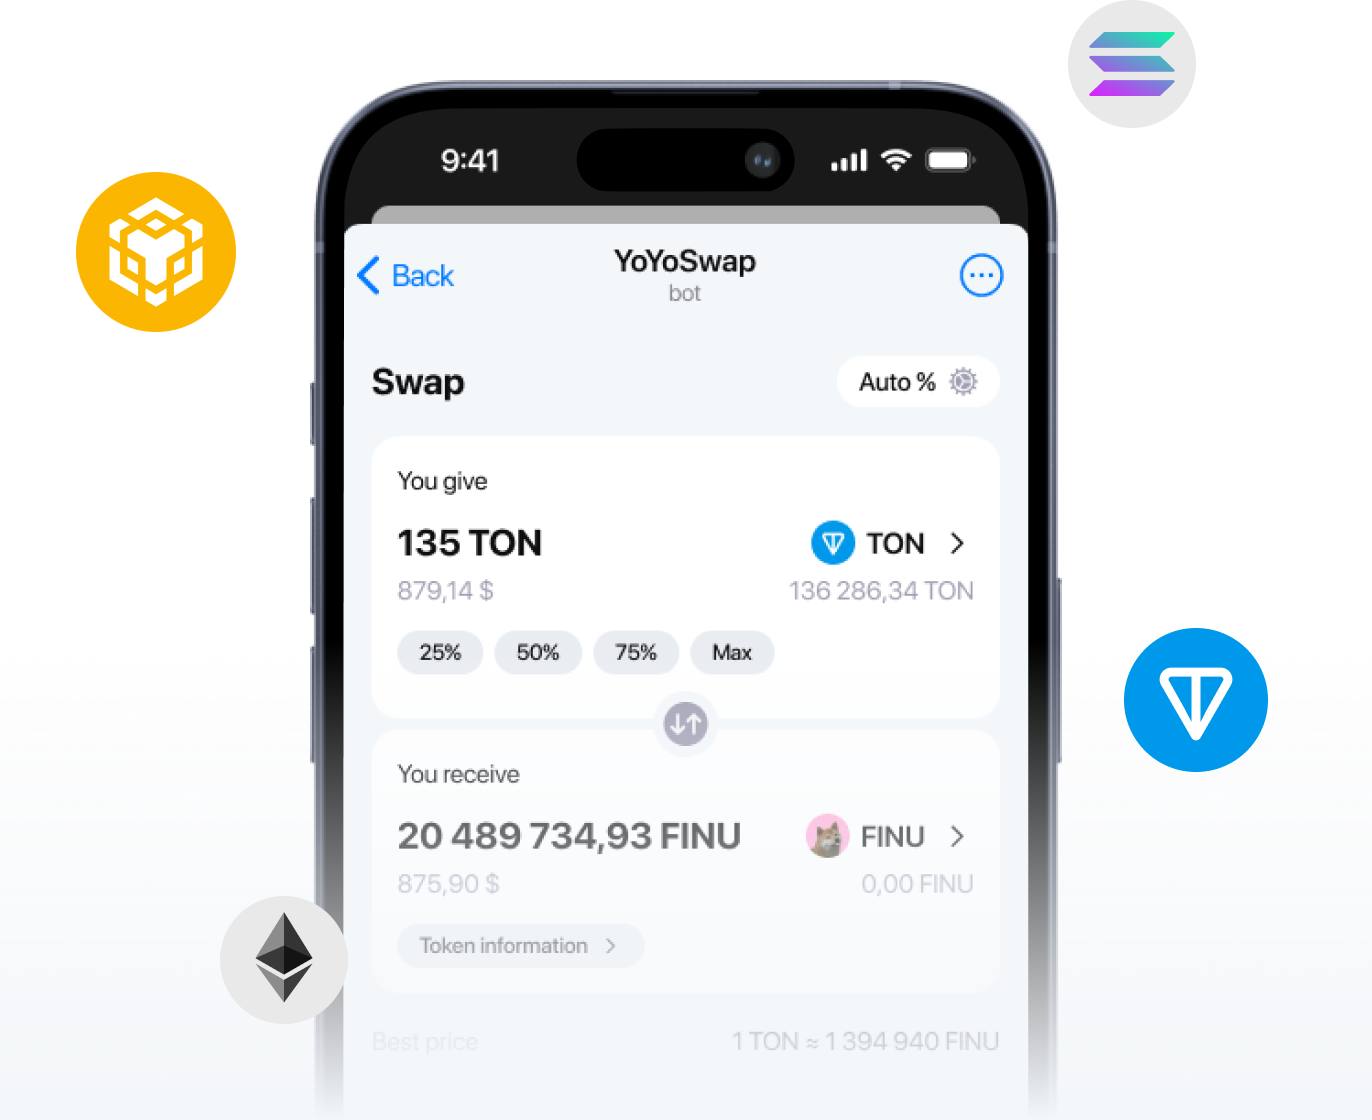 9:41
Back
YoYoSwap
bot
Swap
Auto %
You give
135 TON
TON
879,14 $
136 286,34 TON
25%
50%
75%
Max
You receive
20 489 734,93 FINU
FINU
875,90 $
0,00 FINU
Token information
Best price
1 TON ≈ 1 394 940 FINU